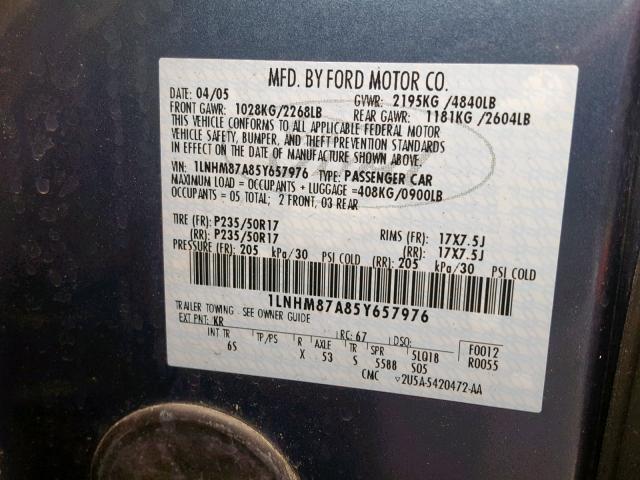 MFD. BY FORD MOTOR CO.
DATE: 04/05 GVWR: 2195KG /4840LB
FRONT GAWR: 1028KG/2268LB REAR GAWR: 1181KG /2604LB
THIS VEHICLE CONFORMS TO ALL APPLICABLE FEDERAL MOTOR
VEHICLE SAFETY, BUMPER, AND THEFT PREVENTION STANDARDS
IN EFFECT ON THE DATE OF MANUFACTURE SHOWN ABOVE.
VIN: 1LNHM87A85Y657976 TYPE: PASSENGER CAR
MAXIMUM LOAD = OCCUPANTS + LUGGAGE =408KG/0900LB
OCCUPANTS = 05 TOTAL; 2 FRONT, 03 REAR
TIRE (FR): P235/50R17 RIMS (FR): 17X7.5J
(RR): P235/50R17 (RR): 17X7.5J
PRESSURE (FR): 205 kPa/30 PSI COLD (RR): 205 kPa/30 PSI COLD
1LNHM87A85Y657976
TRAILER TOWING - SEE OWNER GUIDE
EXT PNT: KR RC: 67 DSO: F0012
INT TR TP/PS R AXLE TR SPR 5L018 R0055
6S X 53 S 5588 S05
CMC v2U5A-5420472-AA